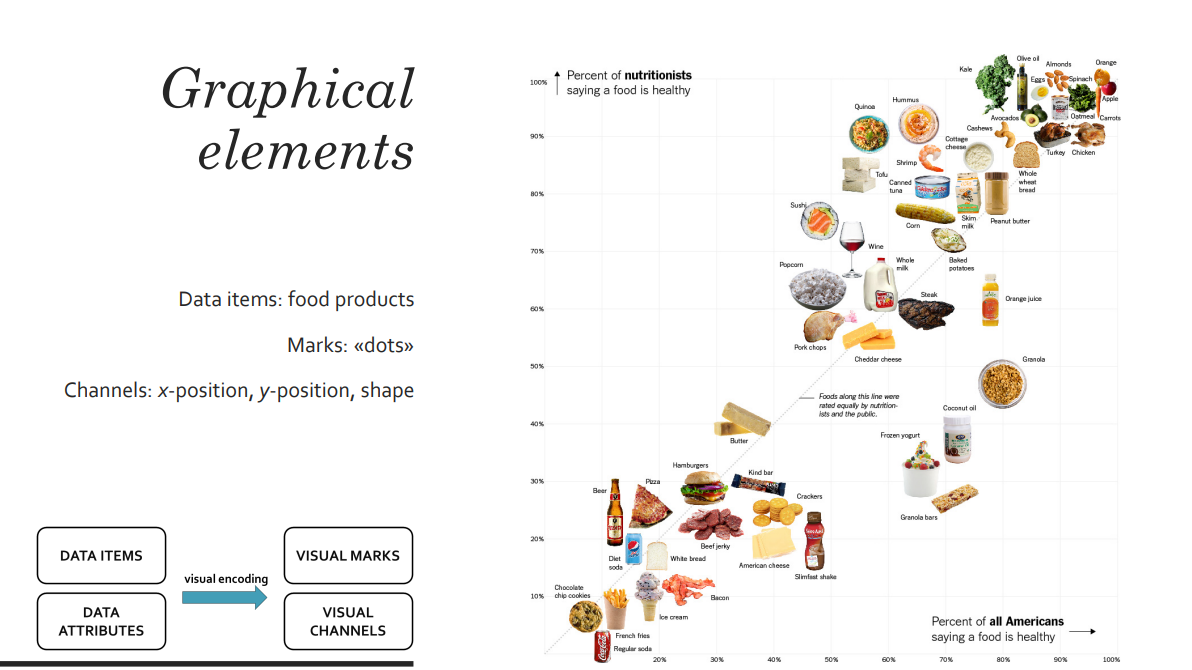 Graphical
elements
Data items: food products
Marks: «dots»
Channels: x-position, y-position, shape
DATA ITEMS
VISUAL MARKS
visual encoding
DATA
ATTRIBUTES
VISUAL
CHANNELS
Percent of nutritionists
saying a food is healthy
100%
90%
80%
70%
60%
50%
40%
30%
20%
10%
Kale
Olive oil
Almonds
Orange
Eggs
Spinach
Apple
Quinoa
Hummus
Avocados
Oatmeal
Carrots
Cashews
Cottage
cheese
Turkey
Chicken
Shrimp
Tofu
Canned
tuna
Whole
wheat
bread
Sushi
Corn
Skim
milk
Peanut butter
Wine
Popcorn
Whole
milk
Baked
potatoes
Steak
Orange juice
Pork chops
Cheddar cheese
Granola
Foods along this line were
rated equally by nutrition-
ists and the public.
Coconut oil
Butter
Frozen yogurt
Hamburgers
Kind bar
Beer
Pizza
Crackers
Granola bars
Beef jerky
Diet
soda
White bread
American cheese
Slimfast shake
Chocolate
chip cookies
Bacon
Ice cream
French fries
Regular soda
Percent of all Americans
saying a food is healthy
20%
30%
40%
50%
60%
70%
80%
90%
100%